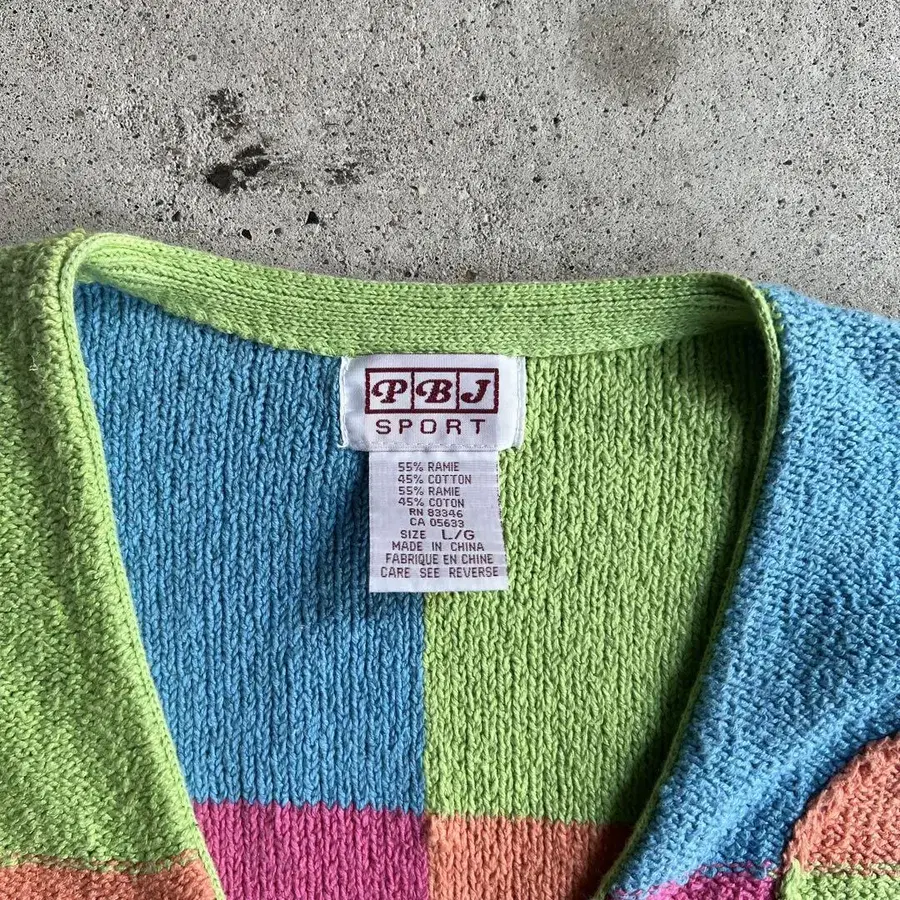 PBJ
SPORT
55% RAMIE
45% COTTON
55% RAMIE
45% COTON
RN 83346
CA 05633
SIZE L/G
MADE IN CHINA
FABRIQUE EN CHINE
CARE SEE REVERSE